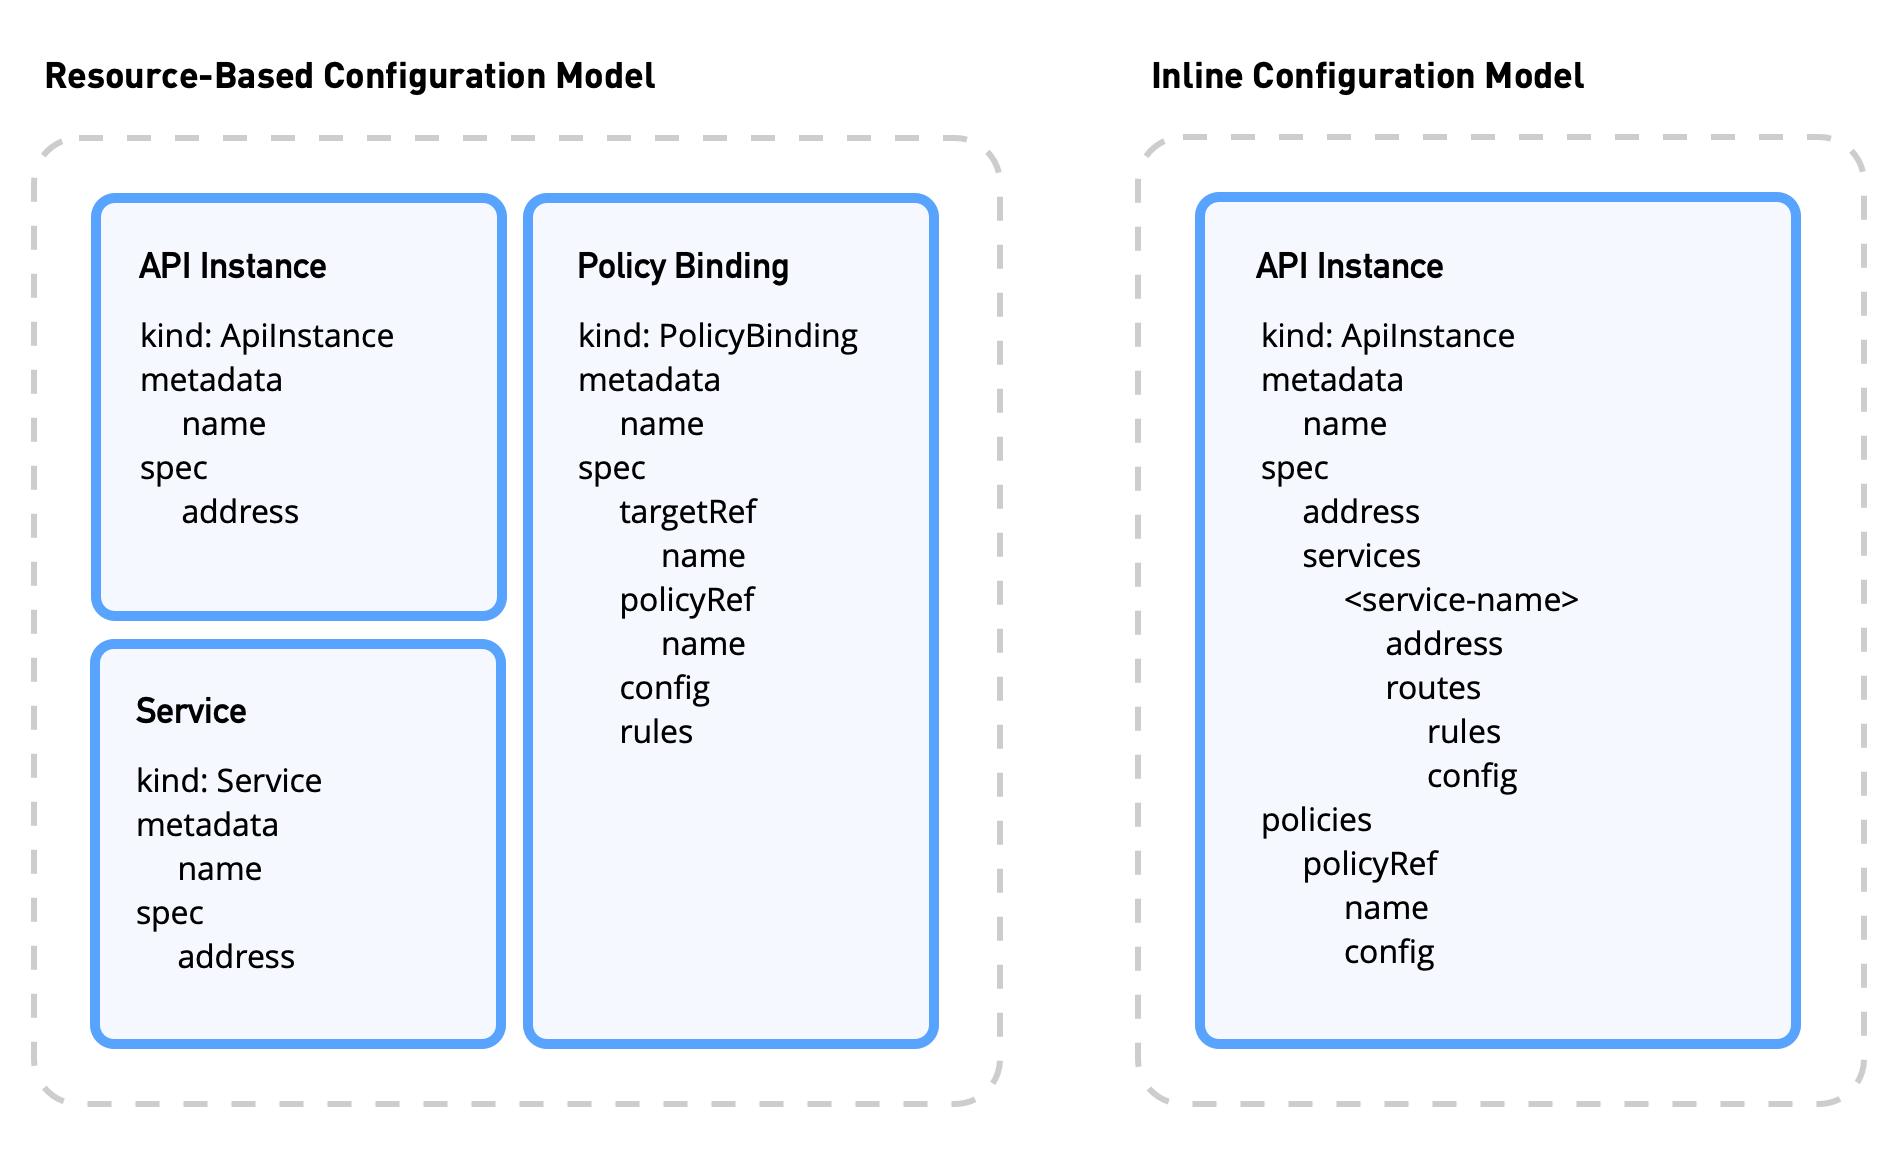 Resource-Based Configuration Model
API Instance
kind: ApiInstance
metadata
name
spec
address
Service
kind: Service
metadata
name
spec
address
Policy Binding
kind: PolicyBinding
metadata
name
spec
targetRef
name
policyRef
name
config
rules
Inline Configuration Model
API Instance
kind: ApiInstance
metadata
name
spec
address
services
<service-name>
address
routes
rules
config
policies
policyRef
name
config